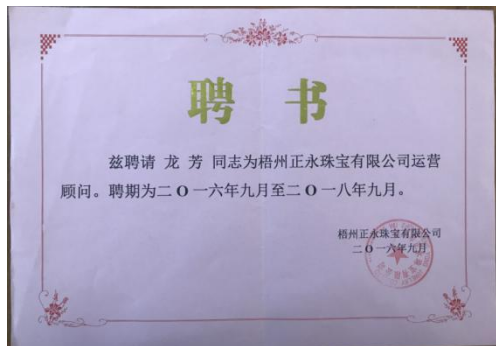 聘 书
兹聘请 龙 芳 同志为梧州正永珠宝有限公司运营
顾问。聘期为二O一六年九月至二O一八年九月。
梧州正永珠宝有限公司
二O一六年九月